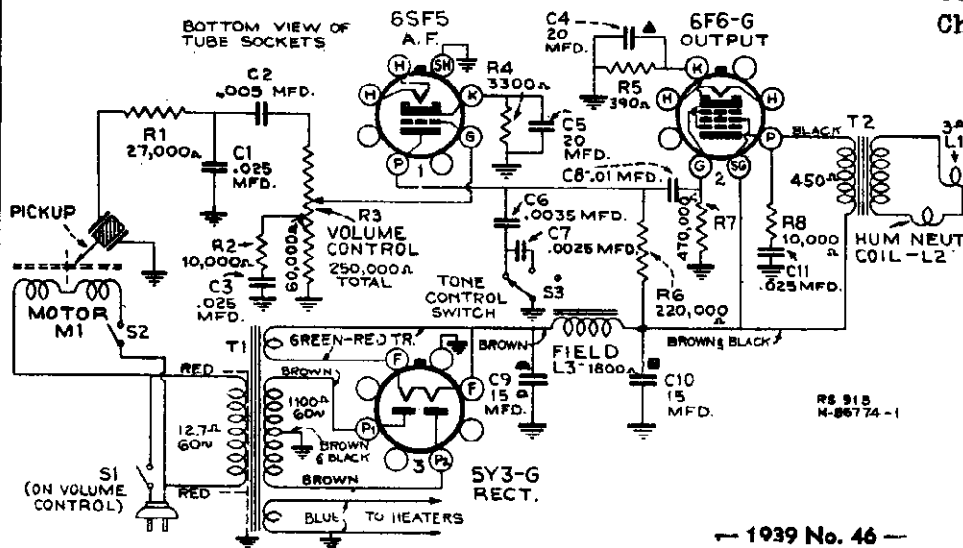 BOTTOM VIEW OF
TUBE SOCKETS
6SF5
A.F.
C4
20
MFD.
6F6-G
OUTPUT
Ch
C2
.005 MFD.
H
SH
H
K
G
P
1
R4
3300Ω
C5
20
MFD.
R5
390Ω
K
H
H
P
G
2
SG
BLACK
T2
3
L1
R1
27,000Ω
C1
.025
MFD.
C8 .01 MFD.
450Ω
PICKUP
R2
10,000Ω
C3
.025
MFD.
60,000Ω
R3
VOLUME
CONTROL
250,000Ω
TOTAL
C6
.0035 MFD.
C7
.0025 MFD.
470,000
R7
R8
10,000
Ω
C11
.025 MFD.
HUM NEUT
COIL-L2
MOTOR
M1
S2
TONE
CONTROL
SWITCH
S3
R6
220,000
Ω
T1
GREEN-RED TR.
BROWN
FIELD
L3-1800Ω
BROWN & BLACK
RED
BROWN
F
F
12.7Ω
60~
1100Ω
60~
P1
BROWN
& BLACK
C9
15
MFD.
C10
15
MFD.
RS 91B
M-86774-1
S1
(ON VOLUME
CONTROL)
RED
BROWN
3
P2
5Y3-G
RECT.
BLUE
TO HEATERS
— 1939 No. 46 —